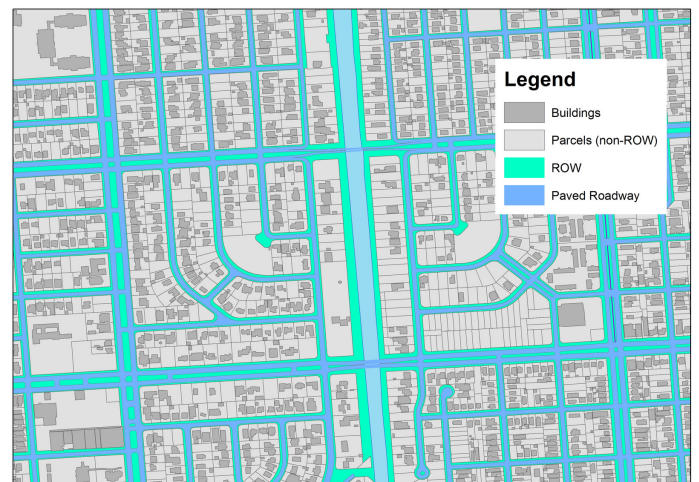 Legend
Buildings
Parcels (non-ROW)
ROW
Paved Roadway